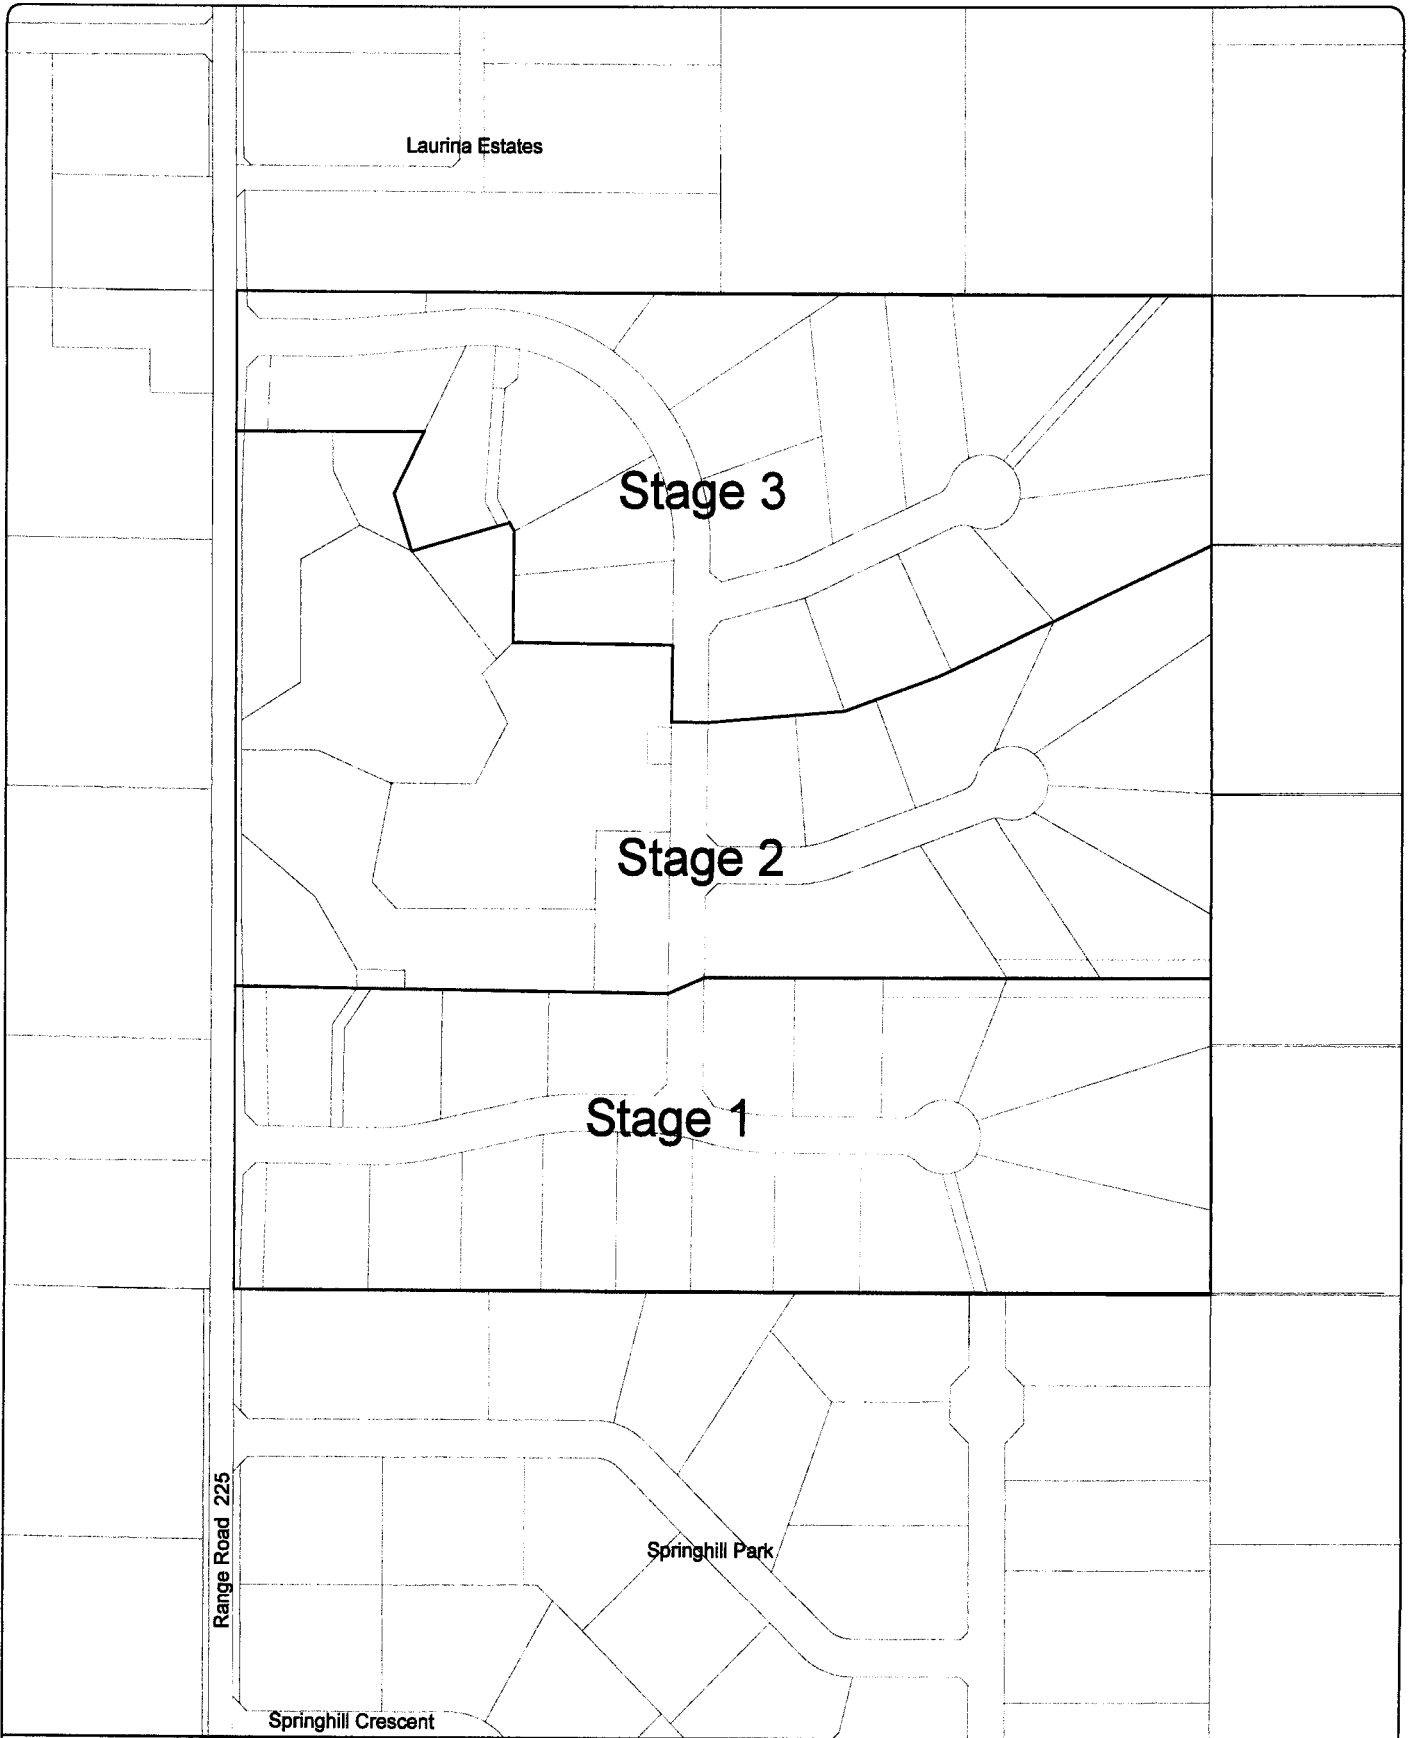 Laurina Estates
Stage 3
Stage 2
Stage 1
Range Road 225
Springhill Park
Springhill Crescent